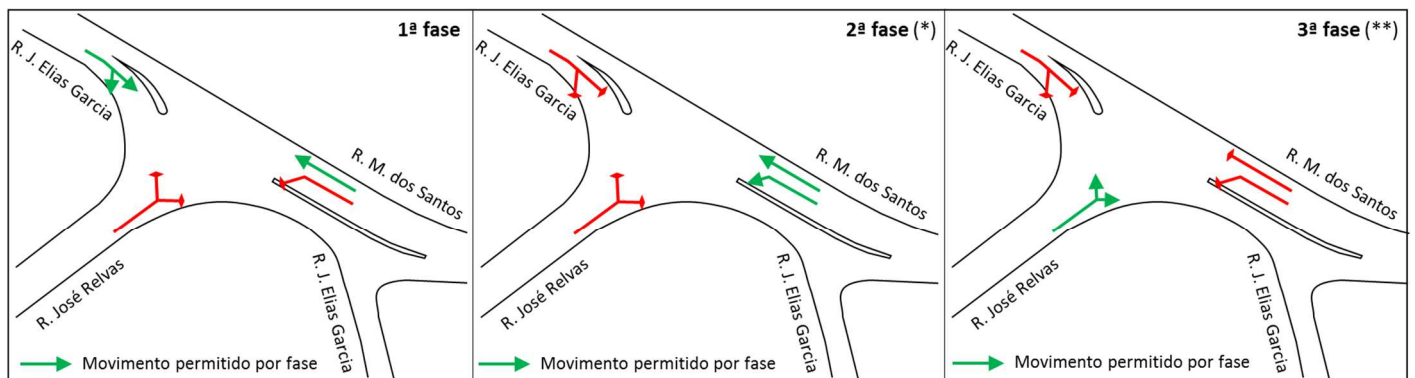 1ª fase
R. J. Elias Garcia
R. M. dos Santos
R. José Relvas
R. J. Elias Garcia
Movimento permitido por fase
2ª fase (*)
R. J. Elias Garcia
R. M. dos Santos
R. José Relvas
R. J. Elias Garcia
Movimento permitido por fase
3ª fase (**)
R. J. Elias Garcia
R. M. dos Santos
R. José Relvas
R. J. Elias Garcia
Movimento permitido por fase